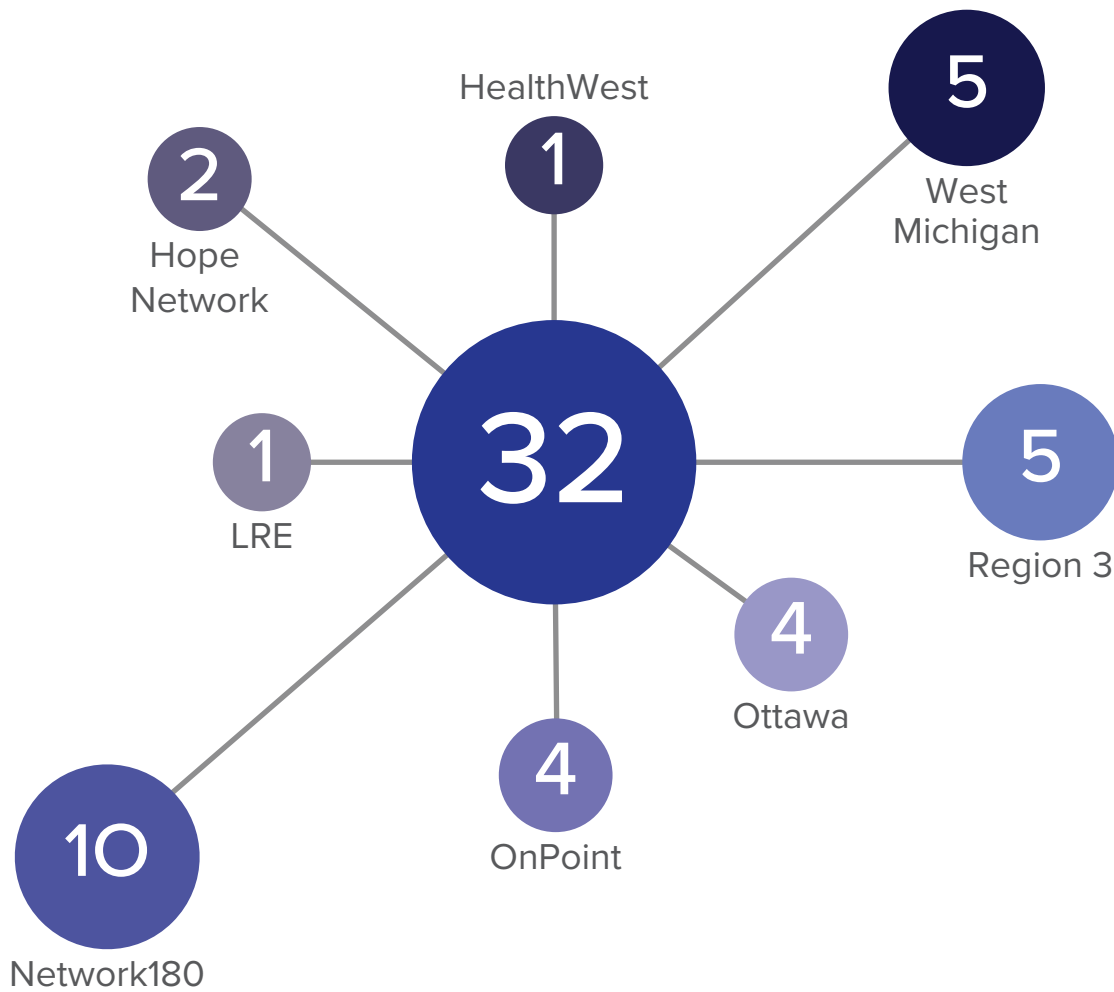 HealthWest
1
5
West
Michigan
2
Hope
Network
32
1
LRE
5
Region 3
4
Ottawa
4
OnPoint
10
Network180